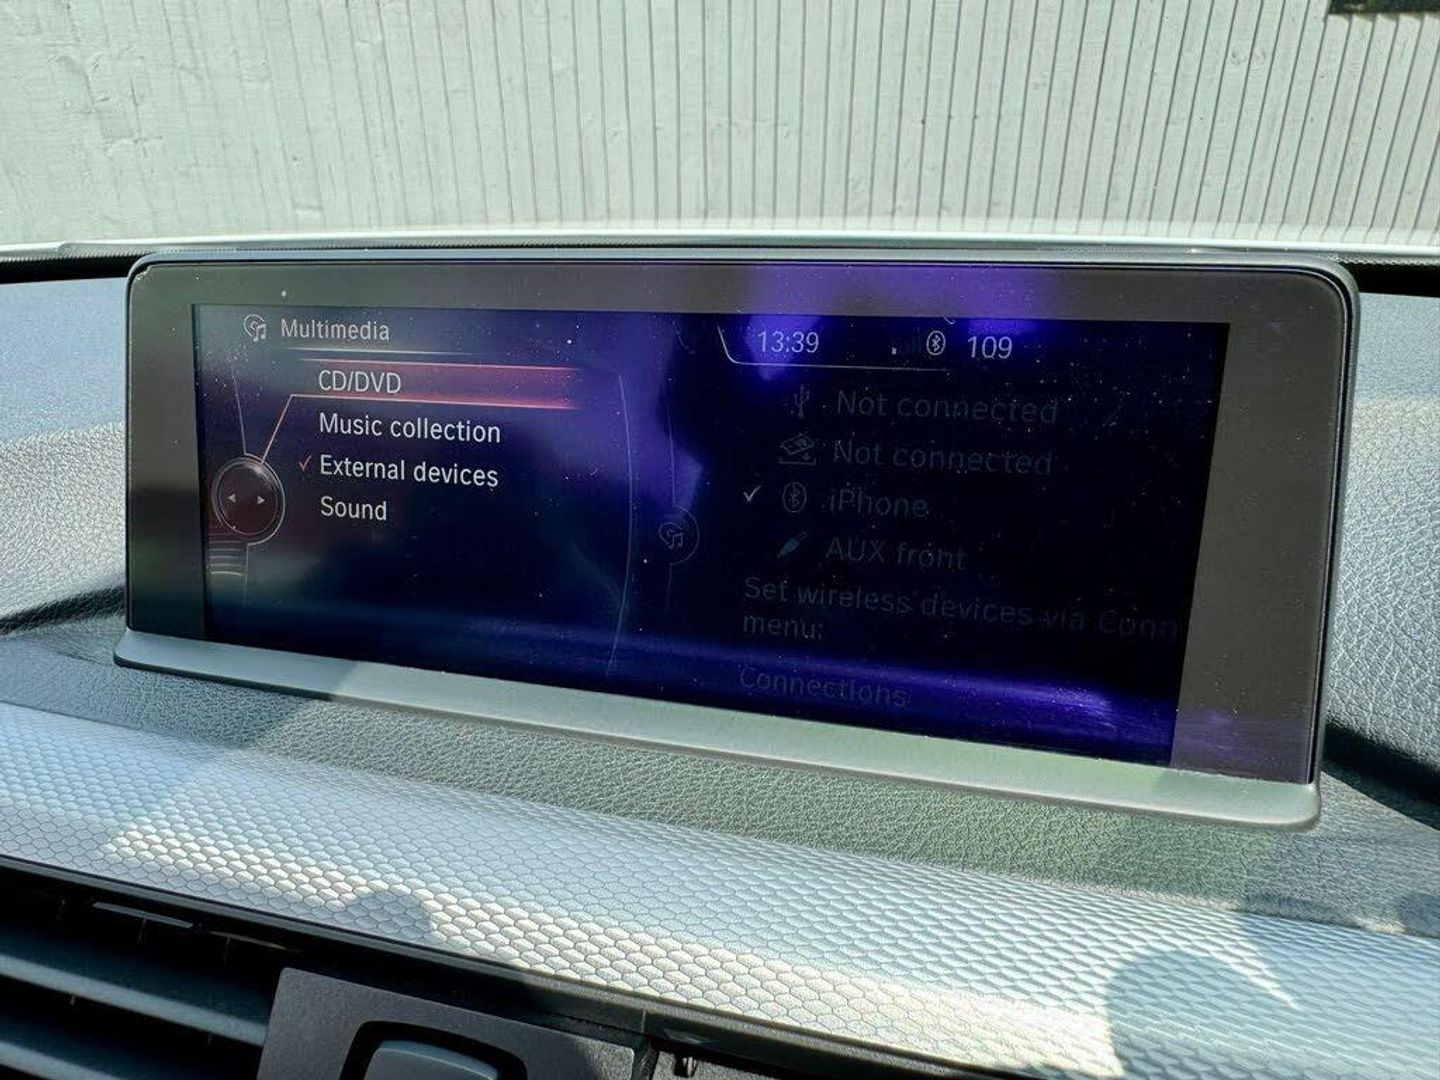 Multimedia
13:39
109
CD/DVD
Music collection
External devices
Sound
Not connected
Not connected
iPhone
AUX front
Set wireless devices via Conn
menu:
Connections